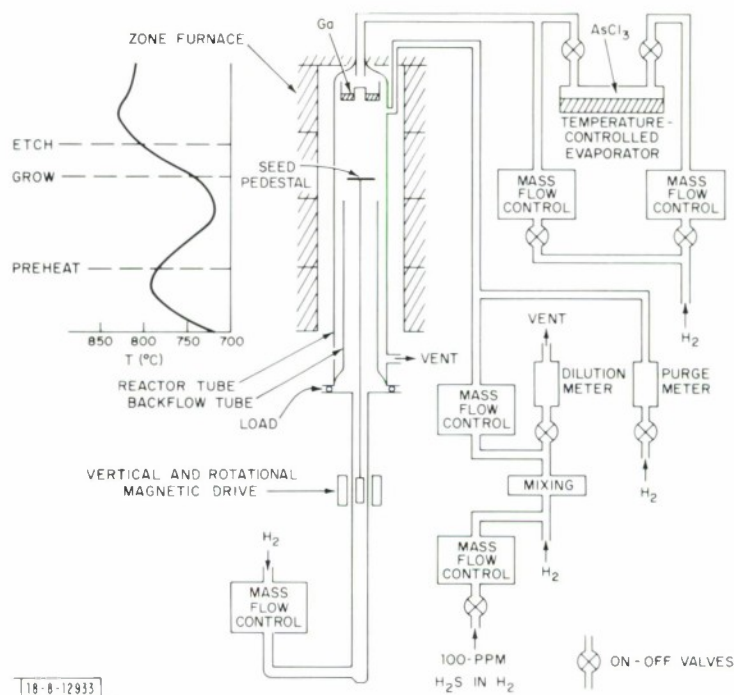 ZONE FURNACE
Ga
AsCl3
TEMPERATURE-
CONTROLLED
EVAPORATOR
ETCH
GROW
PREHEAT
SEED
PEDESTAL
MASS
FLOW
CONTROL
MASS
FLOW
CONTROL
H2
850 800 750 700
T (°C)
VENT
REACTOR TUBE
BACKFLOW TUBE
LOAD
VENT
DILUTION
METER
PURGE
METER
MASS
FLOW
CONTROL
H2
VERTICAL AND ROTATIONAL
MAGNETIC DRIVE
MIXING
H2
MASS
FLOW
CONTROL
H2
MASS
FLOW
CONTROL
100-PPM
H2S IN H2
ON-OFF VALVES
18-8-12933